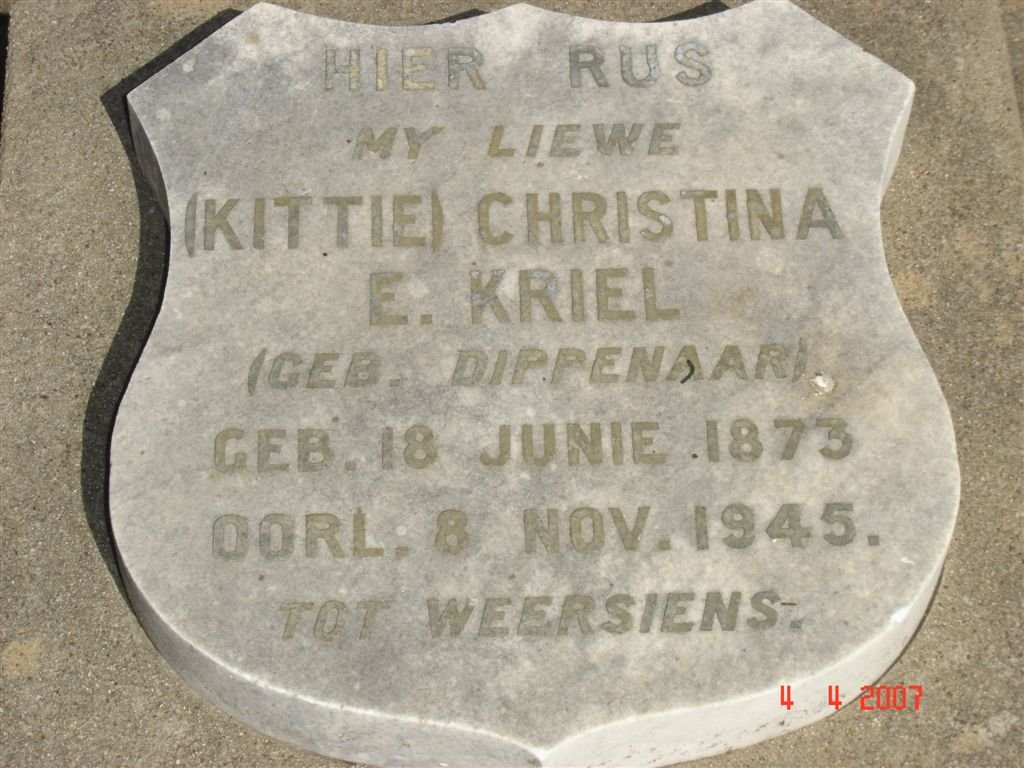 HIER RUS
MY LIEWE
(KITTIE) CHRISTINA
E. KRIEL
(GEB. DIPPENAAR)
GEB. 18 JUNIE 1873
OORL. 8 NOV. 1945.
TOT WEERSIENS.
4 4 2007